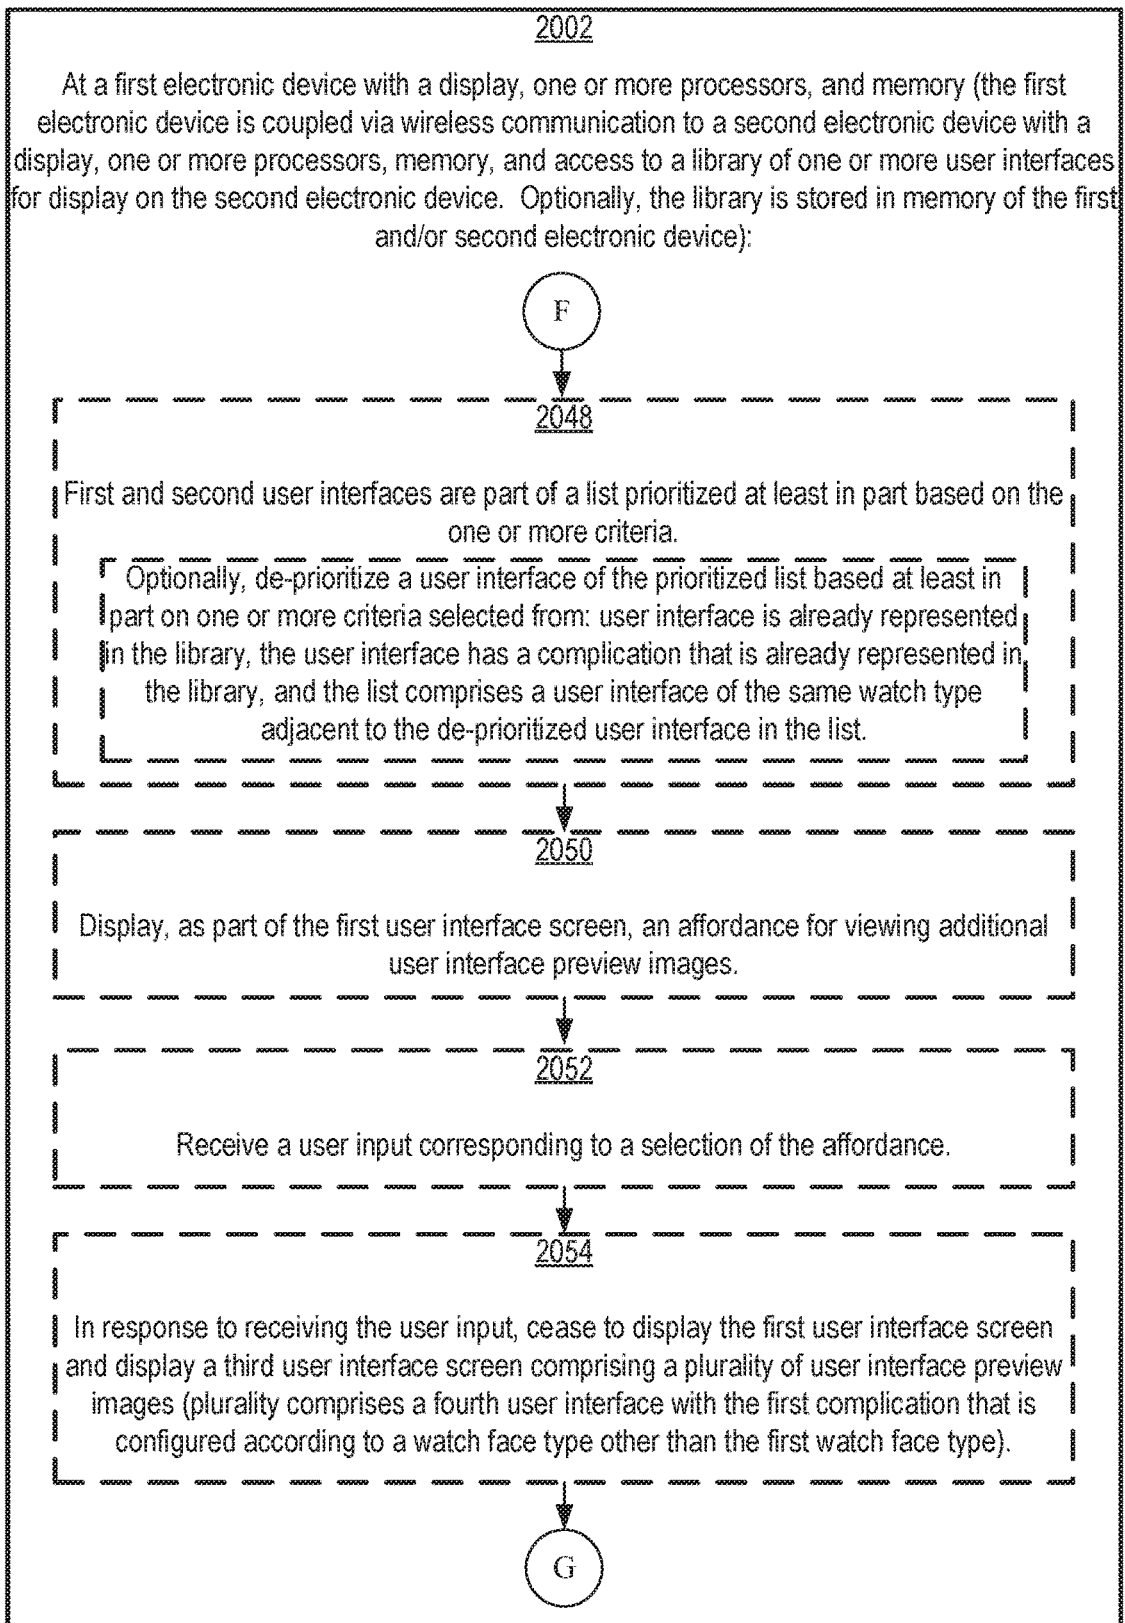 2002
At a first electronic device with a display, one or more processors, and memory (the first
electronic device is coupled via wireless communication to a second electronic device with a
display, one or more processors, memory, and access to a library of one or more user interfaces
for display on the second electronic device. Optionally, the library is stored in memory of the first
and/or second electronic device):
F
2048
First and second user interfaces are part of a list prioritized at least in part based on the
one or more criteria.
Optionally, de-prioritize a user interface of the prioritized list based at least in
part on one or more criteria selected from: user interface is already represented
in the library, the user interface has a complication that is already represented in
the library, and the list comprises a user interface of the same watch type
adjacent to the de-prioritized user interface in the list.
2050
Display, as part of the first user interface screen, an affordance for viewing additional
user interface preview images.
2052
Receive a user input corresponding to a selection of the affordance.
2054
In response to receiving the user input, cease to display the first user interface screen
and display a third user interface screen comprising a plurality of user interface preview
images (plurality comprises a fourth user interface with the first complication that is
configured according to a watch face type other than the first watch face type).
G